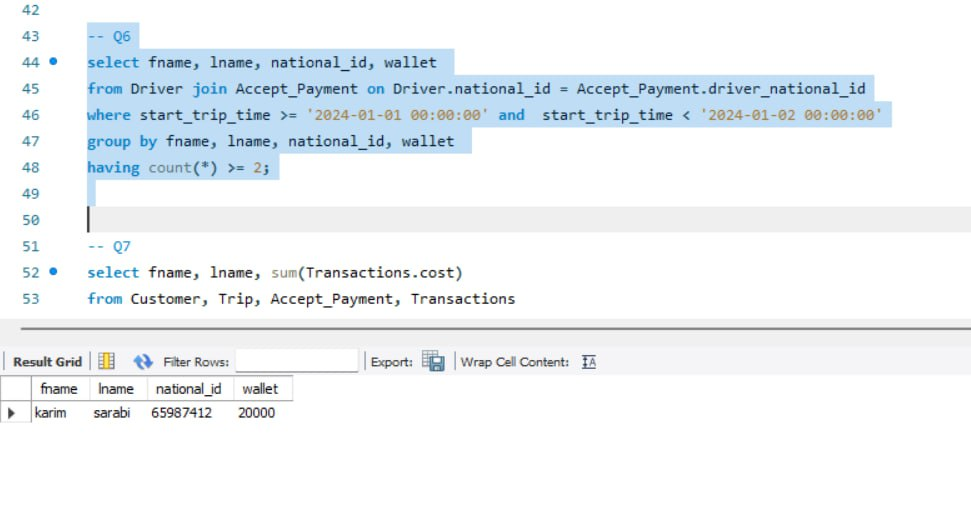 42
43 -- Q6
44 select fname, lname, national_id, wallet
45 from Driver join Accept_Payment on Driver.national_id = Accept_Payment.driver_national_id
46 where start_trip_time >= '2024-01-01 00:00:00' and  start_trip_time < '2024-01-02 00:00:00'
47 group by fname, lname, national_id, wallet
48 having count(*) >= 2;
49
50
51 -- Q7
52 select fname, lname, sum(Transactions.cost)
53 from Customer, Trip, Accept_Payment, Transactions
Result Grid Filter Rows: Export: Wrap Cell Content: IA
fname lname national_id wallet
karim sarabi 65987412 20000